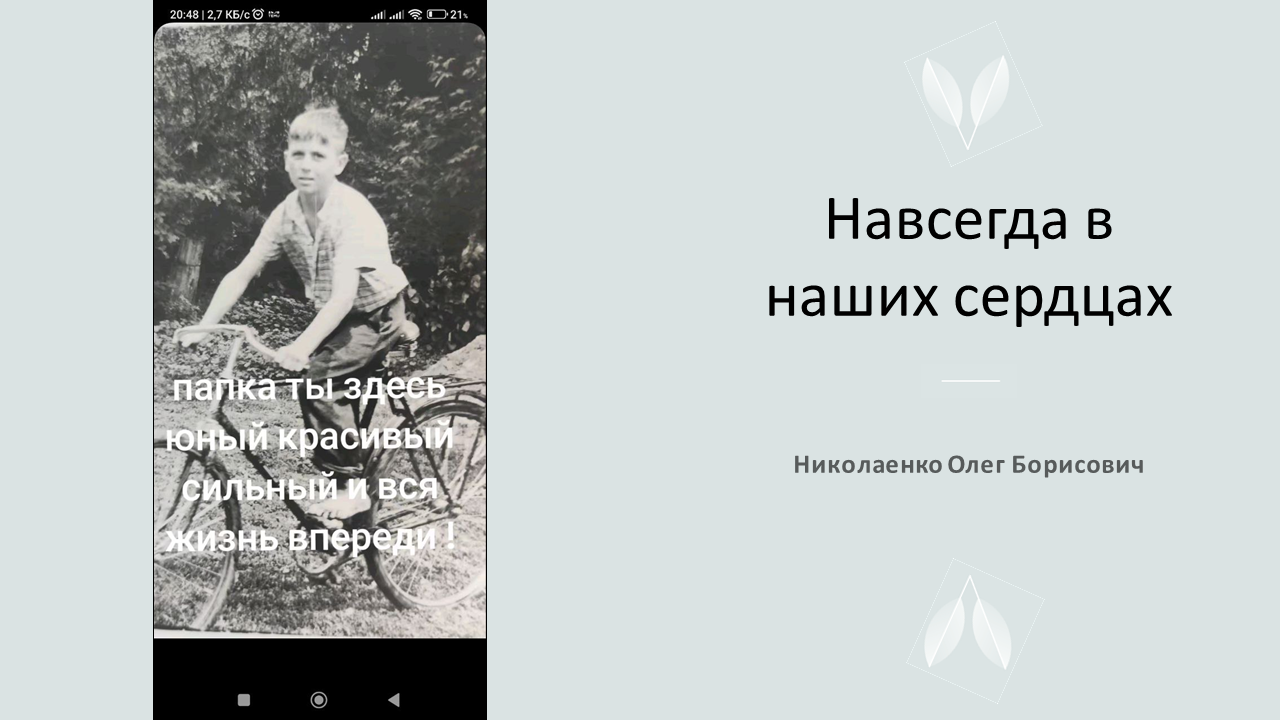 20:48 | 2,7 КБ/с
21%
папка ты здесь
юный красивый
сильный и вся
жизнь впереди !
Навсегда в
наших сердцах
Николаенко Олег Борисович